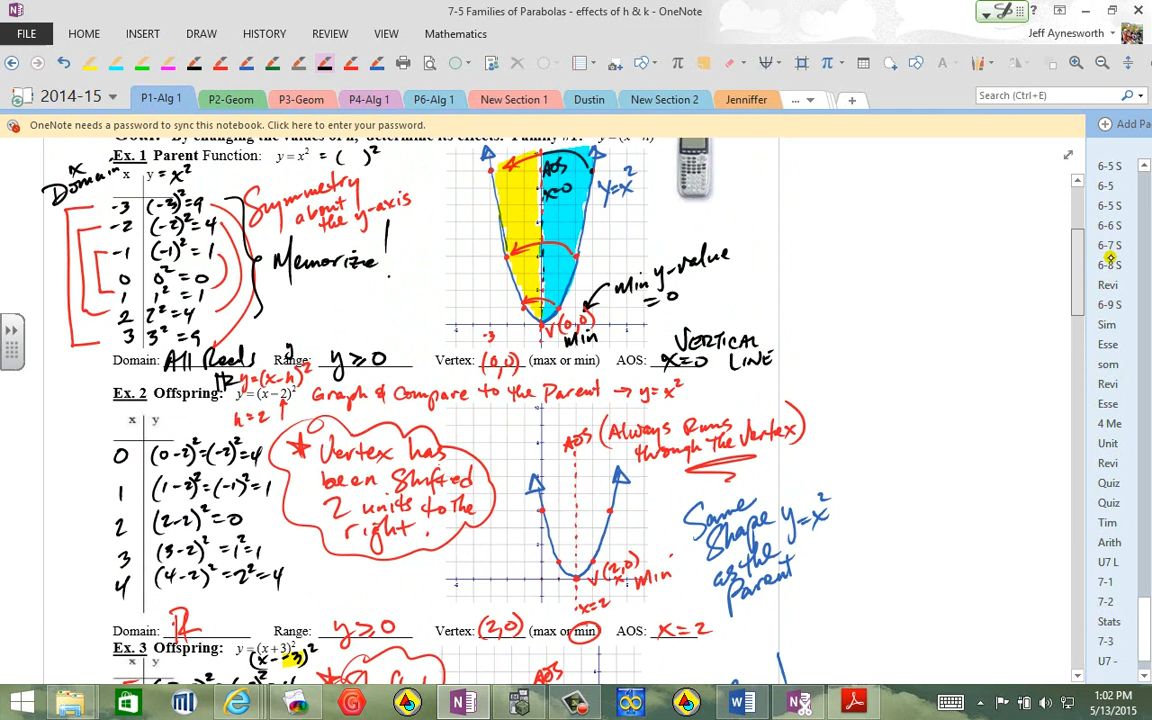 7-5 Families of Parabolas - effects of h & k - OneNote
FILE HOME INSERT DRAW HISTORY REVIEW VIEW Mathematics
Jeff Aynesworth
2014-15 P1-Alg 1 P2-Geom P3-Geom P4-Alg 1 P6-Alg 1 New Section 1 Dustin New Section 2 Jenniffer ...
Search (Ctrl+E)
OneNote needs a password to sync this notebook. Click here to enter your password.
Add Pa
Ex. 1 Parent Function: y = x² = ( )²
x
Domain
x y = x²
-3 (-3)²=9
-2 (-2)²=4
-1 (-1)²=1
0 0²=0
1 1²=1
2 2²=4
3 3²=9
Symmetry
about
the y-axis
Memorize!
AOS
x=0
y=x²
min y-value
=0
-3
V(0,0)
min
VERTICAL
LINE
Domain: All Reals Range: y ≥ 0 Vertex: (0,0) (max or min) AOS: x=0
ℝ
y=(x-h)²
Ex. 2 Offspring: y = (x – 2)² Graph & Compare to the Parent → y=x²
h=2
x y
0 (0-2)²=(-2)²=4
1 (1-2)²=(-1)²=1
2 (2-2)²=0
3 (3-2)²=1²=1
4 (4-2)²=2²=4
* Vertex has
been shifted
2 units to the
right.
AOS (Always Runs
through the Vertex)
V(2,0)
min
x=2
Same
Shape y=x²
as the
Parent
Domain: ℝ Range: y ≥ 0 Vertex: (2,0) (max or min) AOS: x=2
Ex. 3 Offspring: y = (x + 3)²
(x - -3)²
AOS
6-5 S
6-5
6-5 S
6-6 S
6-7 S
6-8 S
Revi
6-9 S
Sim
Esse
som
Revi
Esse
4 Me
Unit
Revi
Quiz
Quiz
Tim
Arith
U7 L
7-1
7-2
Stats
7-3
U7 -
1:02 PM
5/13/2015